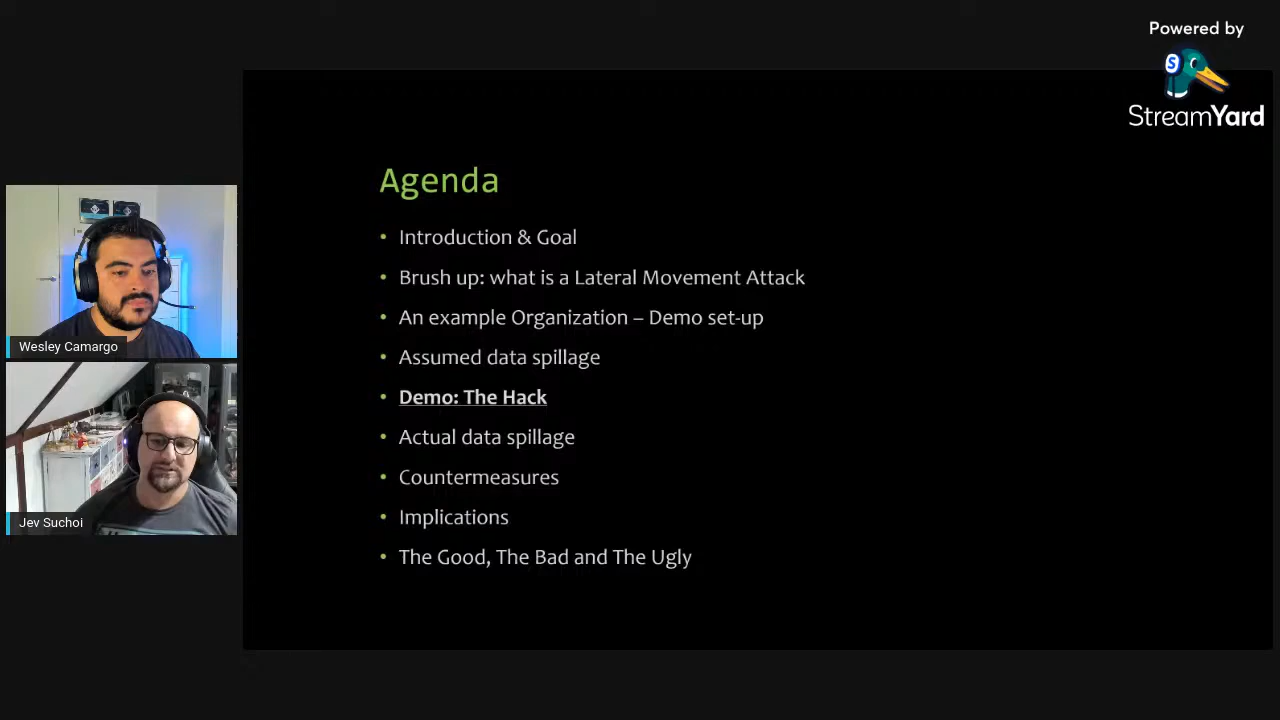 Powered by
S
StreamYard
Agenda
• Introduction & Goal
• Brush up: what is a Lateral Movement Attack
• An example Organization – Demo set-up
• Assumed data spillage
• Demo: The Hack
• Actual data spillage
• Countermeasures
• Implications
• The Good, The Bad and The Ugly
Wesley Camargo
Jev Suchoi